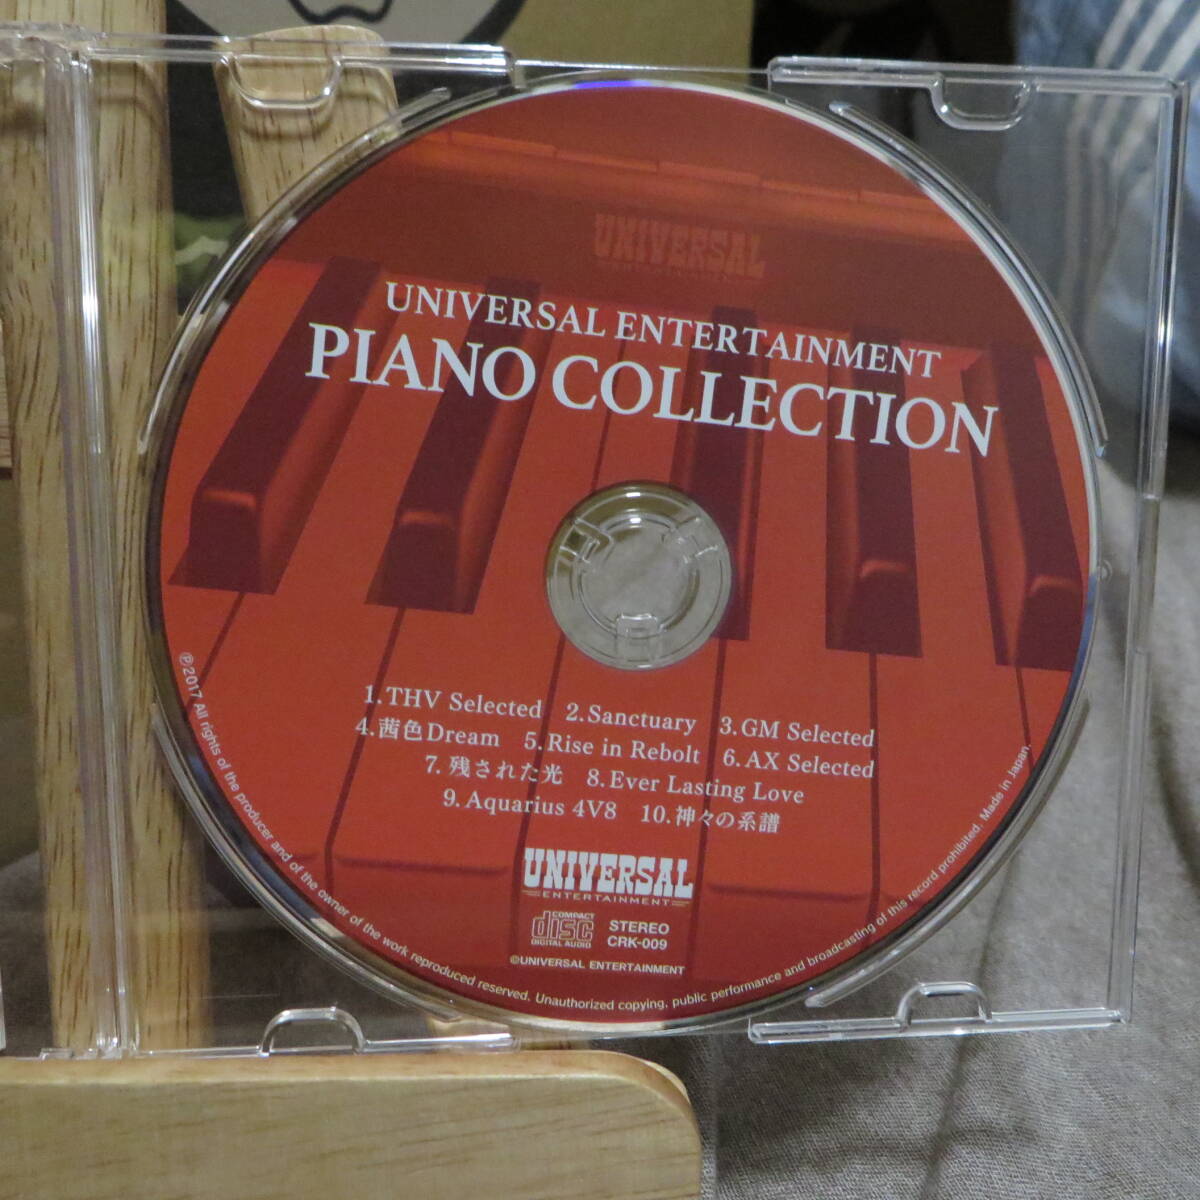 UNIVERSAL
UNIVERSAL ENTERTAINMENT
PIANO COLLECTION
1.THV Selected 2.Sanctuary 3.GM Selected
4.茜色Dream 5.Rise in Rebolt 6.AX Selected
7.残された光 8.Ever Lasting Love
9.Aquarius 4V8 10.神々の系譜
UNIVERSAL
ENTERTAINMENT
COMPACT
disc
DIGITAL AUDIO
STEREO
CRK-009
©UNIVERSAL ENTERTAINMENT
Ⓟ2017 All rights of the producer and of the owner of the work reproduced reserved. Unauthorized copying, public performance and broadcasting of this record prohibited. Made in Japan.